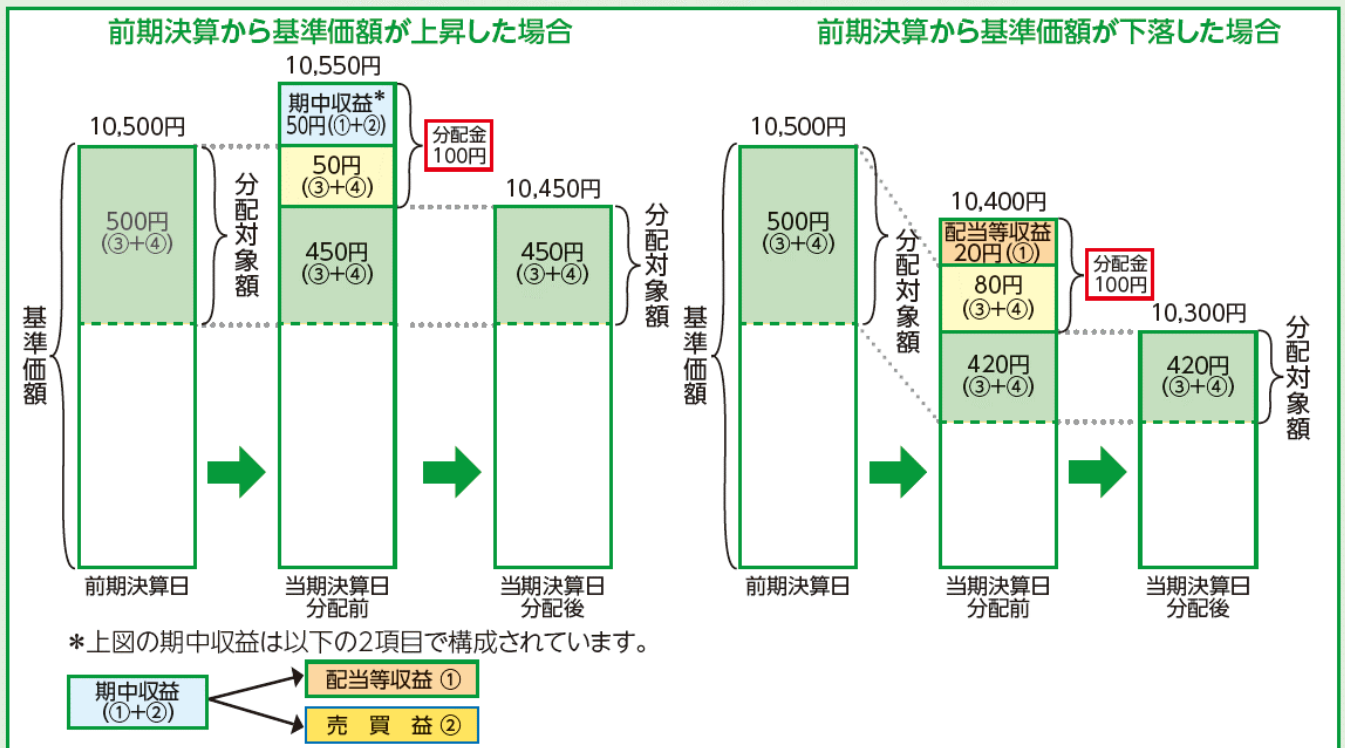 前期決算から基準価額が上昇した場合
10,500円
500円
(③+④)
分配対象額
基準価額
前期決算日
10,550円
期中収益*
50円(①+②)
50円
(③+④)
450円
(③+④)
分配金
100円
当期決算日
分配前
10,450円
450円
(③+④)
分配対象額
当期決算日
分配後
前期決算から基準価額が下落した場合
10,500円
500円
(③+④)
分配対象額
基準価額
前期決算日
10,400円
配当等収益
20円(①)
80円
(③+④)
420円
(③+④)
分配金
100円
当期決算日
分配前
10,300円
420円
(③+④)
分配対象額
当期決算日
分配後
*上図の期中収益は以下の2項目で構成されています。
期中収益
(①+②)
配当等収益 ①
売 買 益 ②